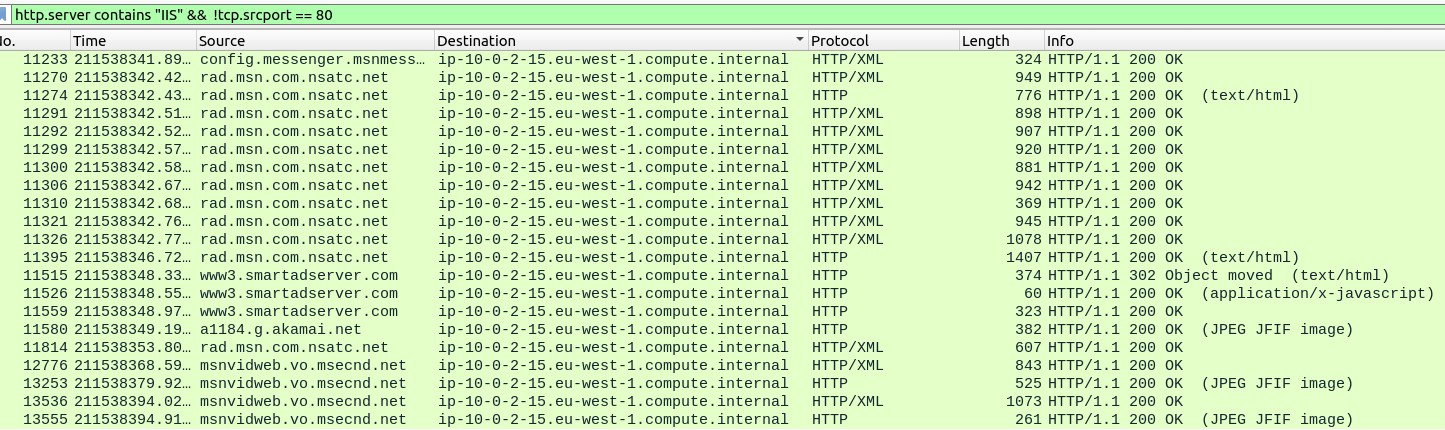 http.server contains "IIS" && !tcp.srcport == 80
No. Time Source Destination Protocol Length Info
11233 211538341.89… config.messenger.msnmess… ip-10-0-2-15.eu-west-1.compute.internal HTTP/XML 324 HTTP/1.1 200 OK
11270 211538342.42… rad.msn.com.nsatc.net ip-10-0-2-15.eu-west-1.compute.internal HTTP/XML 949 HTTP/1.1 200 OK
11274 211538342.43… rad.msn.com.nsatc.net ip-10-0-2-15.eu-west-1.compute.internal HTTP 776 HTTP/1.1 200 OK (text/html)
11291 211538342.51… rad.msn.com.nsatc.net ip-10-0-2-15.eu-west-1.compute.internal HTTP/XML 898 HTTP/1.1 200 OK
11292 211538342.52… rad.msn.com.nsatc.net ip-10-0-2-15.eu-west-1.compute.internal HTTP/XML 907 HTTP/1.1 200 OK
11299 211538342.57… rad.msn.com.nsatc.net ip-10-0-2-15.eu-west-1.compute.internal HTTP/XML 920 HTTP/1.1 200 OK
11300 211538342.58… rad.msn.com.nsatc.net ip-10-0-2-15.eu-west-1.compute.internal HTTP/XML 881 HTTP/1.1 200 OK
11306 211538342.67… rad.msn.com.nsatc.net ip-10-0-2-15.eu-west-1.compute.internal HTTP/XML 942 HTTP/1.1 200 OK
11310 211538342.68… rad.msn.com.nsatc.net ip-10-0-2-15.eu-west-1.compute.internal HTTP/XML 369 HTTP/1.1 200 OK
11321 211538342.76… rad.msn.com.nsatc.net ip-10-0-2-15.eu-west-1.compute.internal HTTP/XML 945 HTTP/1.1 200 OK
11326 211538342.77… rad.msn.com.nsatc.net ip-10-0-2-15.eu-west-1.compute.internal HTTP/XML 1078 HTTP/1.1 200 OK
11395 211538346.72… rad.msn.com.nsatc.net ip-10-0-2-15.eu-west-1.compute.internal HTTP 1407 HTTP/1.1 200 OK (text/html)
11515 211538348.33… www3.smartadserver.com ip-10-0-2-15.eu-west-1.compute.internal HTTP 374 HTTP/1.1 302 Object moved (text/html)
11526 211538348.55… www3.smartadserver.com ip-10-0-2-15.eu-west-1.compute.internal HTTP 60 HTTP/1.1 200 OK (application/x-javascript)
11559 211538348.97… www3.smartadserver.com ip-10-0-2-15.eu-west-1.compute.internal HTTP 323 HTTP/1.1 200 OK
11580 211538349.19… a1184.g.akamai.net ip-10-0-2-15.eu-west-1.compute.internal HTTP 382 HTTP/1.1 200 OK (JPEG JFIF image)
11814 211538353.80… rad.msn.com.nsatc.net ip-10-0-2-15.eu-west-1.compute.internal HTTP/XML 607 HTTP/1.1 200 OK
12776 211538368.59… msnvidweb.vo.msecnd.net ip-10-0-2-15.eu-west-1.compute.internal HTTP/XML 843 HTTP/1.1 200 OK
13253 211538379.92… msnvidweb.vo.msecnd.net ip-10-0-2-15.eu-west-1.compute.internal HTTP 525 HTTP/1.1 200 OK (JPEG JFIF image)
13536 211538394.02… msnvidweb.vo.msecnd.net ip-10-0-2-15.eu-west-1.compute.internal HTTP/XML 1073 HTTP/1.1 200 OK
13555 211538394.91… msnvidweb.vo.msecnd.net ip-10-0-2-15.eu-west-1.compute.internal HTTP 261 HTTP/1.1 200 OK (JPEG JFIF image)